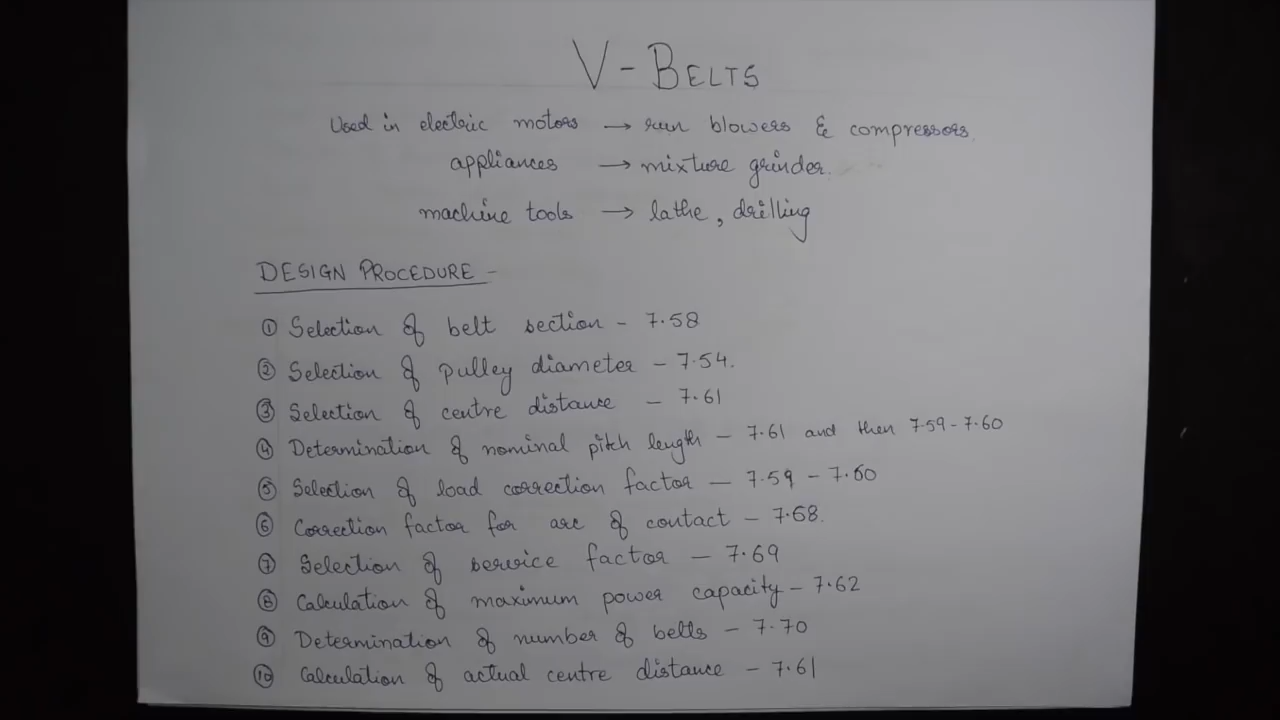 V-BELTS
Used in electric motors → run blowers & compressors.
appliances → mixture grinder.
machine tools → lathe, drilling
DESIGN PROCEDURE -
① Selection of belt section - 7.58
② Selection of pulley diameter - 7.54.
③ Selection of centre distance - 7.61
④ Determination of nominal pitch length - 7.61 and then 7.59-7.60
⑤ Selection of load correction factor - 7.59 - 7.60
⑥ Correction factor for arc of contact - 7.68.
⑦ Selection of service factor - 7.69
⑧ Calculation of maximum power capacity - 7.62
⑨ Determination of number of belts - 7.70
⑩ Calculation of actual centre distance - 7.61